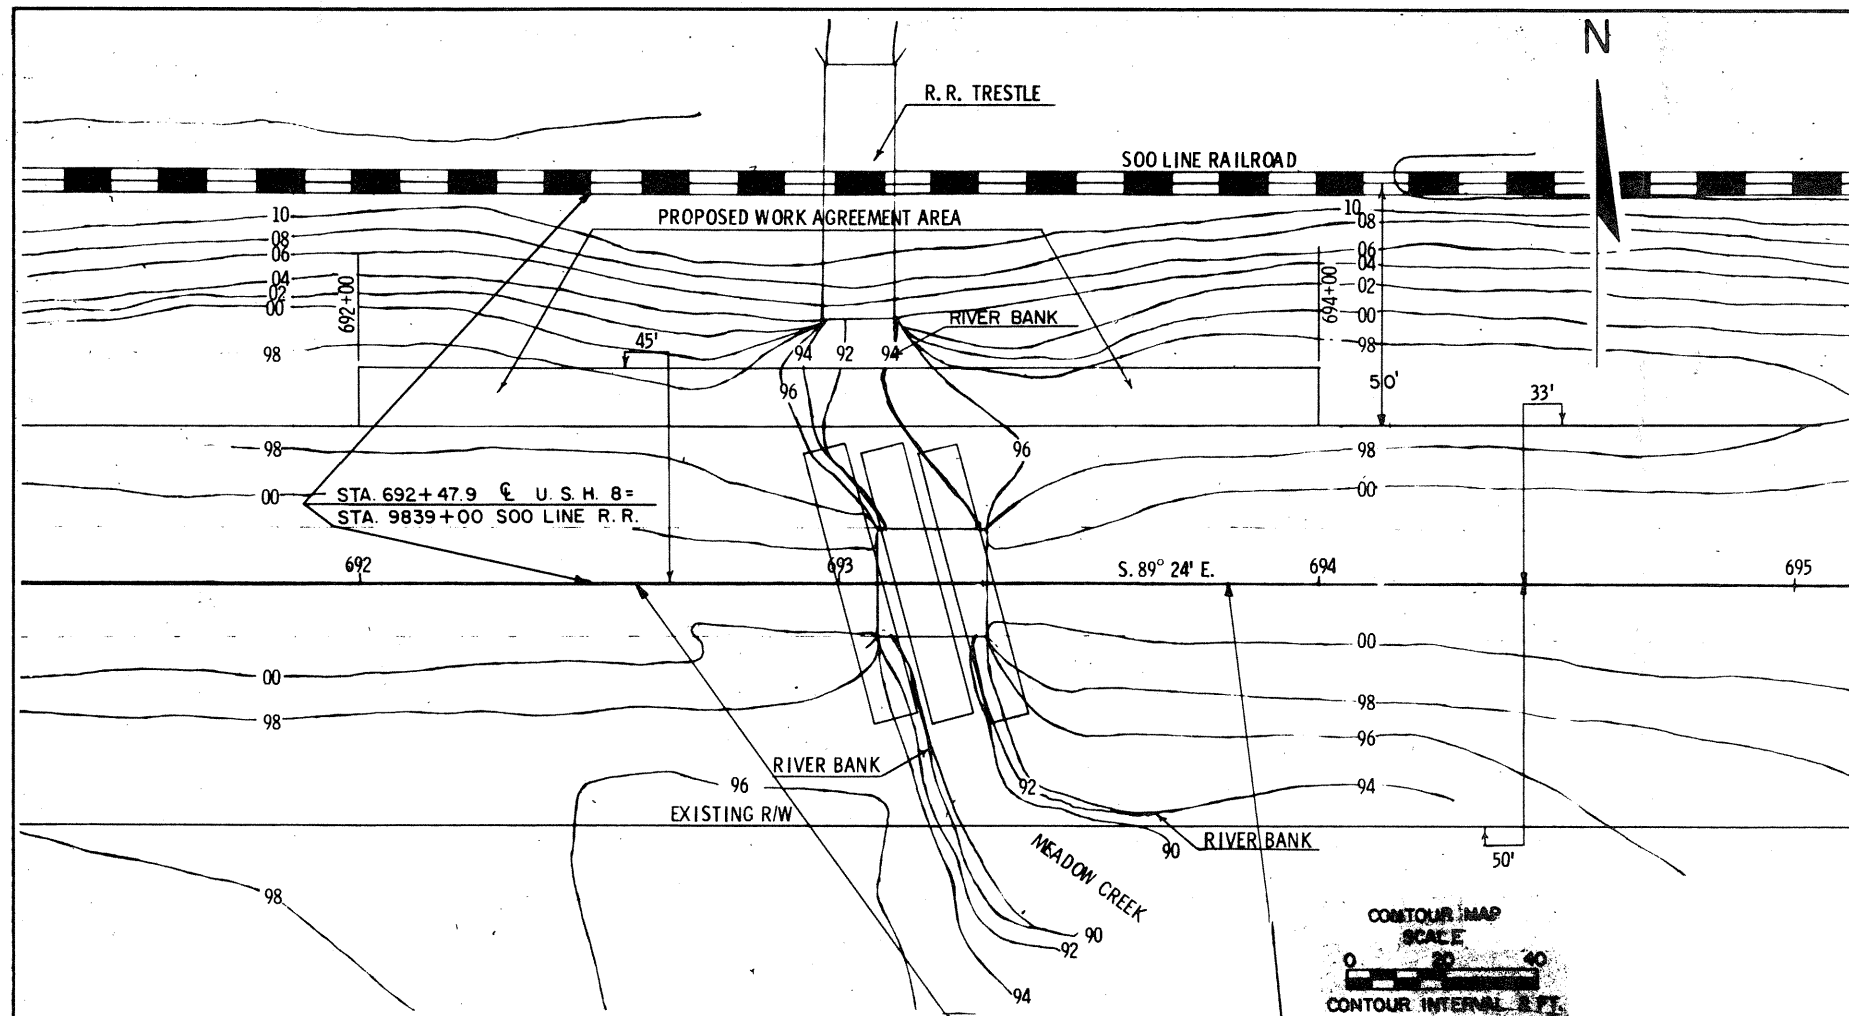 N
R.R. TRESTLE
SOO LINE RAILROAD
PROPOSED WORK AGREEMENT AREA
10
10
08
08
06
06
04
04
02
02
00
00
692+00
694+00
RIVER BANK
45'
98
98
94
92
94
96
50'
33'
98
96
98
00
00
STA. 692+47.9 ℄ U.S.H. 8=
STA. 9839+00 SOO LINE R.R.
692
693
S. 89° 24' E.
694
695
00
00
98
98
96
RIVER BANK
96
92
94
EXISTING R/W
RIVER BANK
90
50'
MEADOW CREEK
98
90
92
94
CONTOUR MAP
SCALE
0 20 40
CONTOUR INTERVAL 2 FT.